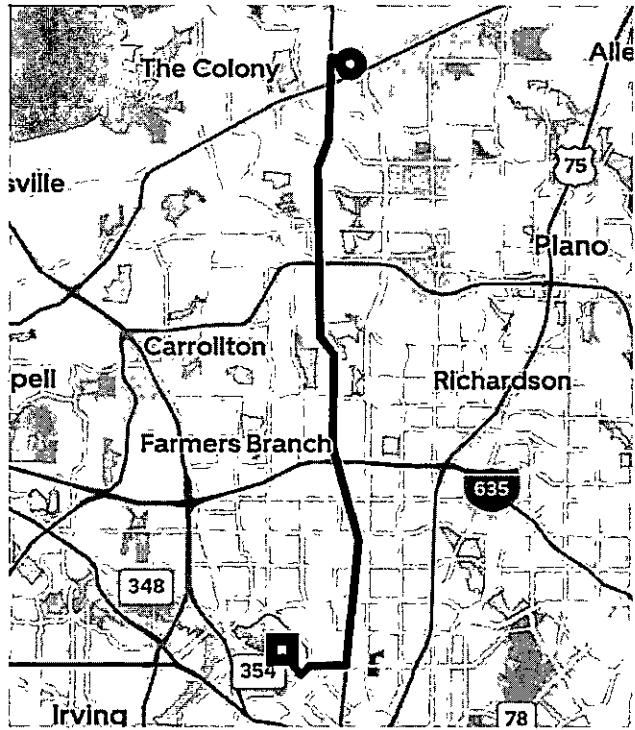 The Colony
Alle
75
sville
Plano
Carrollton
pell
Richardson
Farmers Branch
635
348
354
Irving
78